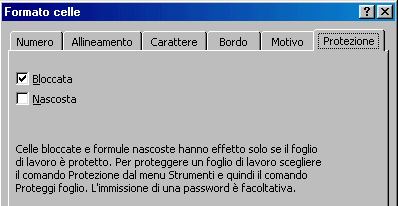 Formato celle
Numero Allineamento Carattere Bordo Motivo Protezione
Bloccata
Nascosta
Celle bloccate e formule nascoste hanno effetto solo se il foglio
di lavoro è protetto. Per proteggere un foglio di lavoro scegliere
il comando Protezione dal menu Strumenti e quindi il comando
Proteggi foglio. L'immissione di una password è facoltativa.